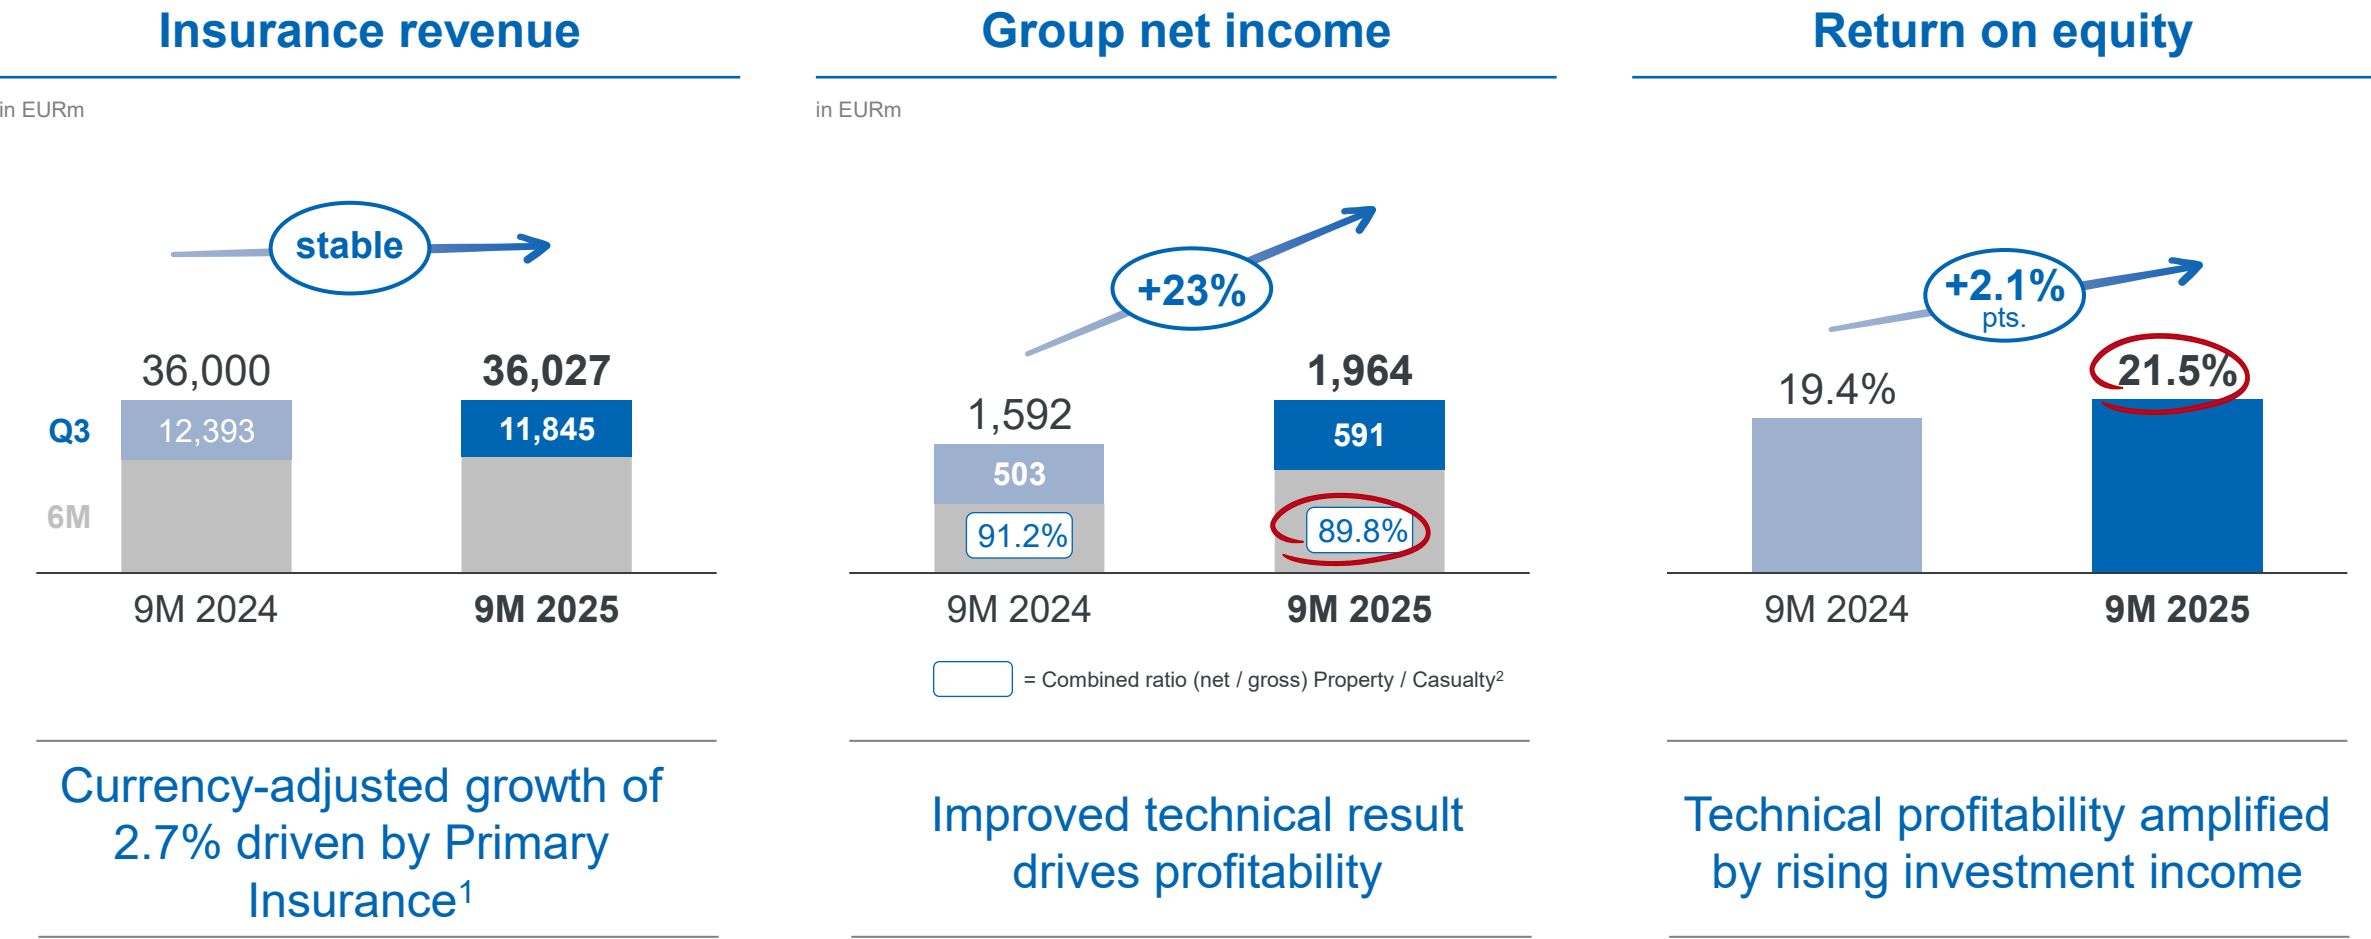 Insurance revenue
in EURm
stable
36,000
36,027
Q3
12,393
11,845
6M
9M 2024
9M 2025
Currency-adjusted growth of
2.7% driven by Primary
Insurance¹
Group net income
in EURm
+23%
1,592
1,964
503
591
91.2%
89.8%
9M 2024
9M 2025
= Combined ratio (net / gross) Property / Casualty²
Improved technical result
drives profitability
Return on equity
+2.1%
pts.
19.4%
21.5%
9M 2024
9M 2025
Technical profitability amplified
by rising investment income